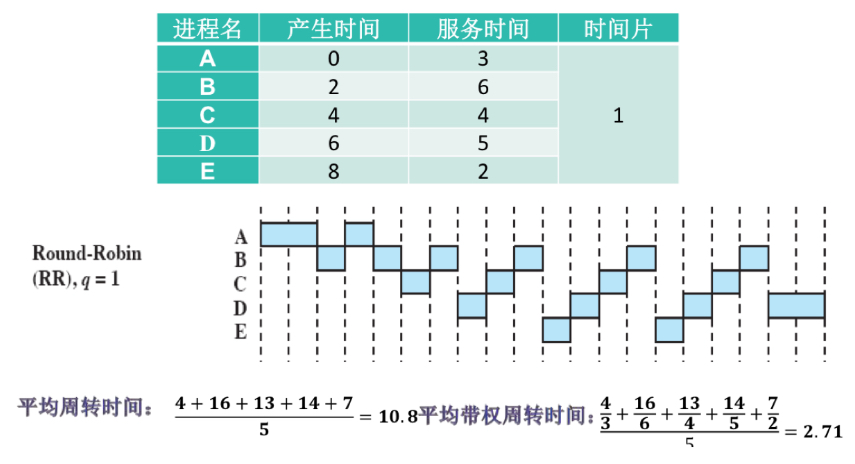 进程名 产生时间 服务时间 时间片
A 0 3
B 2 6
C 4 4 1
D 6 5
E 8 2
Round-Robin
(RR), q = 1
A
B
C
D
E
平均周转时间： (4 + 16 + 13 + 14 + 7)/5 = 10.8 平均带权周转时间： (4/3 + 16/6 + 13/4 + 14/5 + 7/2)/5 = 2.71